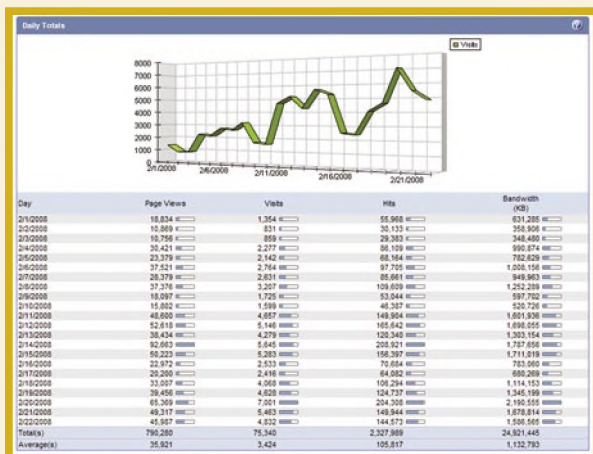 Daily Totals
Visits
8000
7000
6000
5000
4000
3000
2000
1000
0
2/1/2008 2/6/2008 2/11/2008 2/16/2008 2/21/2008
Day Page Views Visits Hits Bandwidth (KB)
2/1/2008 18,834 1,354 55,968 631,285
2/2/2008 10,869 831 30,133 358,906
2/3/2008 10,756 859 29,383 348,480
2/4/2008 30,421 2,277 86,109 990,874
2/5/2008 23,379 2,142 68,164 782,629
2/6/2008 37,521 2,764 97,705 1,008,156
2/7/2008 28,379 2,631 85,661 949,963
2/8/2008 37,376 3,207 109,609 1,252,289
2/9/2008 18,097 1,725 53,044 597,702
2/10/2008 15,802 1,599 46,387 520,726
2/11/2008 48,600 4,657 149,904 1,601,936
2/12/2008 52,618 5,146 165,642 1,698,055
2/13/2008 38,434 4,279 120,340 1,303,154
2/14/2008 92,663 5,645 208,921 1,787,656
2/15/2008 50,223 5,283 156,397 1,711,019
2/16/2008 22,972 2,533 70,684 783,060
2/17/2008 20,200 2,416 64,082 680,269
2/18/2008 33,007 4,068 106,294 1,114,153
2/19/2008 39,456 4,628 124,737 1,345,199
2/20/2008 65,369 7,001 204,308 2,190,555
2/21/2008 49,317 5,463 149,944 1,678,814
2/22/2008 45,987 4,832 144,573 1,586,565
Total(s) 790,280 75,340 2,327,989 24,921,445
Average(s) 35,921 3,424 105,817 1,132,793